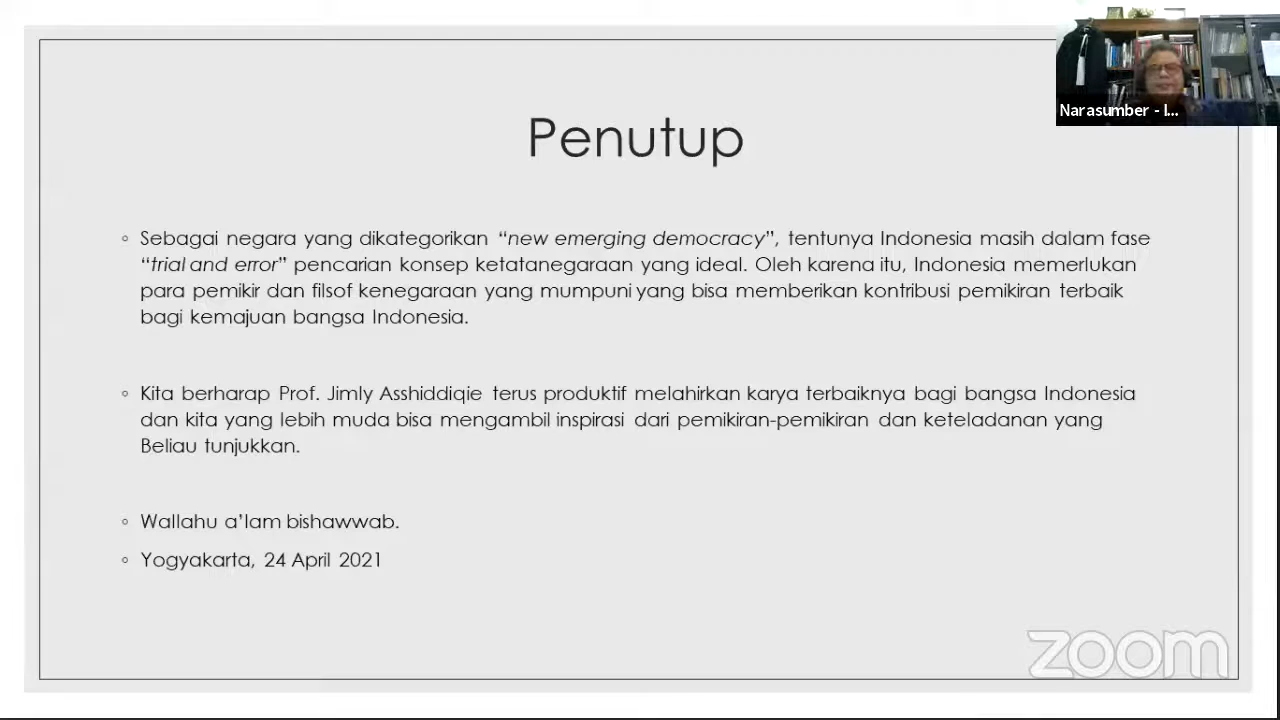 Narasumber - I...
Penutup
◦ Sebagai negara yang dikategorikan “new emerging democracy”, tentunya Indonesia masih dalam fase
“trial and error” pencarian konsep ketatanegaraan yang ideal. Oleh karena itu, Indonesia memerlukan
para pemikir dan filsof kenegaraan yang mumpuni yang bisa memberikan kontribusi pemikiran terbaik
bagi kemajuan bangsa Indonesia.
◦ Kita berharap Prof. Jimly Asshiddiqie terus produktif melahirkan karya terbaiknya bagi bangsa Indonesia
dan kita yang lebih muda bisa mengambil inspirasi dari pemikiran-pemikiran dan keteladanan yang
Beliau tunjukkan.
◦ Wallahu a’lam bishawwab.
◦ Yogyakarta, 24 April 2021
zoom